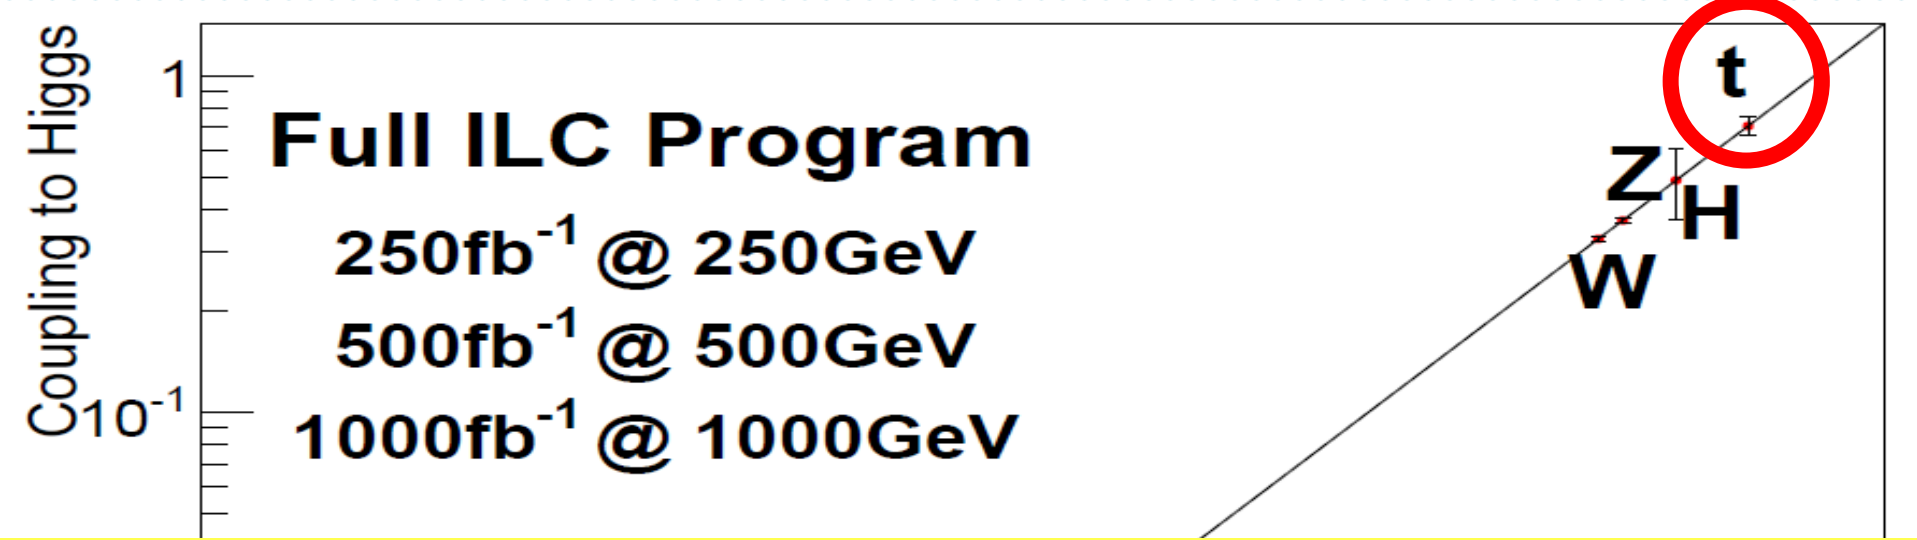 Coupling to Higgs
1
10-1
Full ILC Program
250fb-1 @ 250GeV
500fb-1 @ 500GeV
1000fb-1 @ 1000GeV
t
Z
H
W